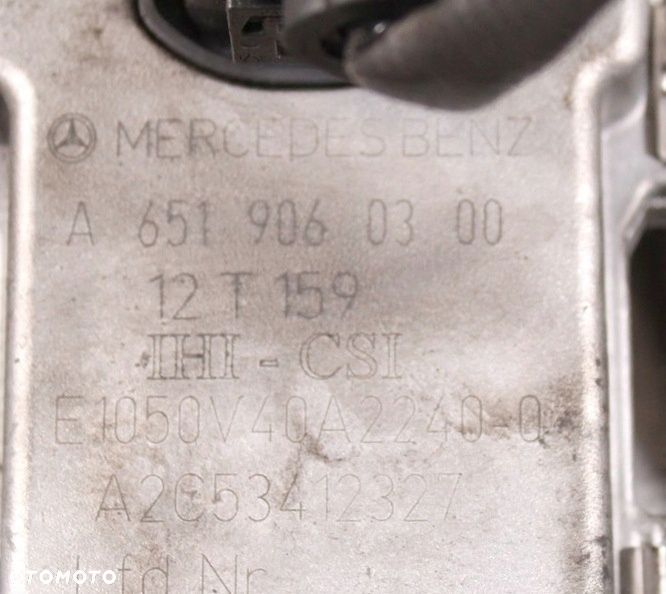 MERCEDES BENZ
A 651 906 03 00
12 T 159
IHI - CSI
E1050V40A2240-0
A2C53412327
Lfd Nr
OTOMOTO